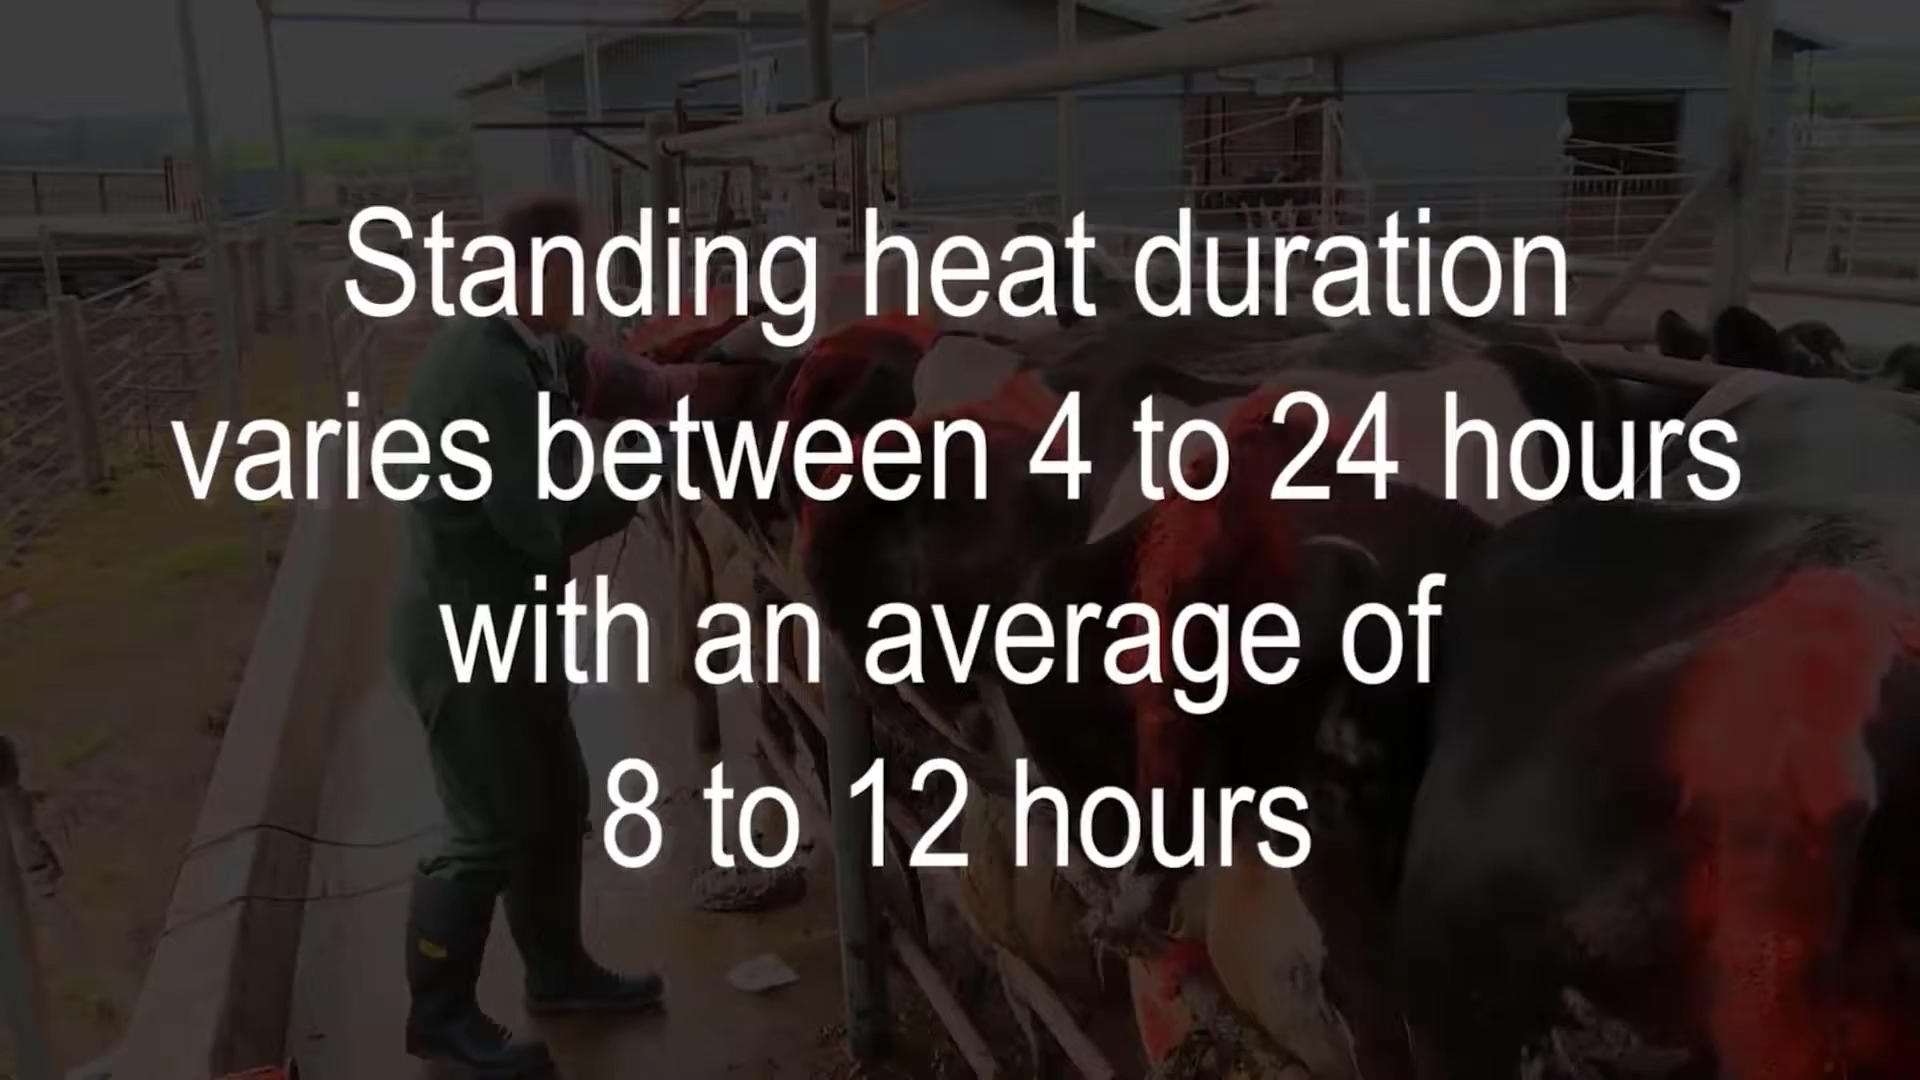 Standing heat duration
varies between 4 to 24 hours
with an average of
8 to 12 hours